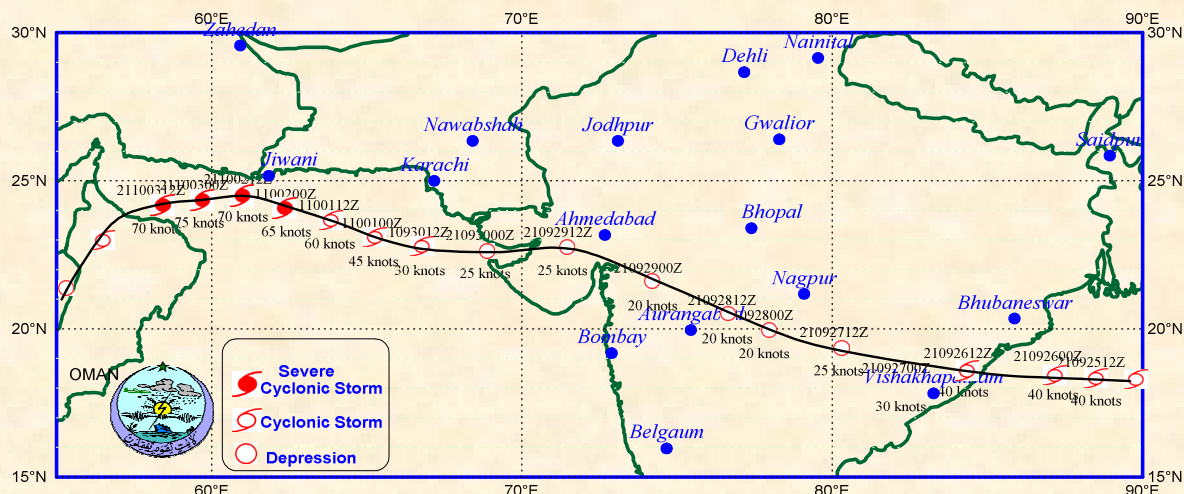 60°E 70°E 80°E 90°E
30°N 30°N
Zahedan
Nainital
Dehli
Nawabshah Jodhpur Gwalior
Saidpur
Jiwani
Karachi
25°N 25°N
21100312Z 21100300Z 21100212Z 1100200Z 1100112Z
70 knots 75 knots 70 knots 65 knots 60 knots
1100100Z 1093012Z 21093000Z 21092912Z
45 knots 30 knots 25 knots 25 knots
Ahmedabad
Bhopal
21092900Z
20 knots
Nagpur
21092812Z
20 knots
092800Z
20 knots
Bhubaneswar
20°N 20°N
Bombay
21092712Z
25 knots
21092700Z
30 knots
21092612Z
40 knots
21092600Z
40 knots
21092512Z
40 knots
OMAN
Severe
Cyclonic Storm
Cyclonic Storm
Depression
Belgaum
15°N 15°N
60°E 70°E 80°E 90°E